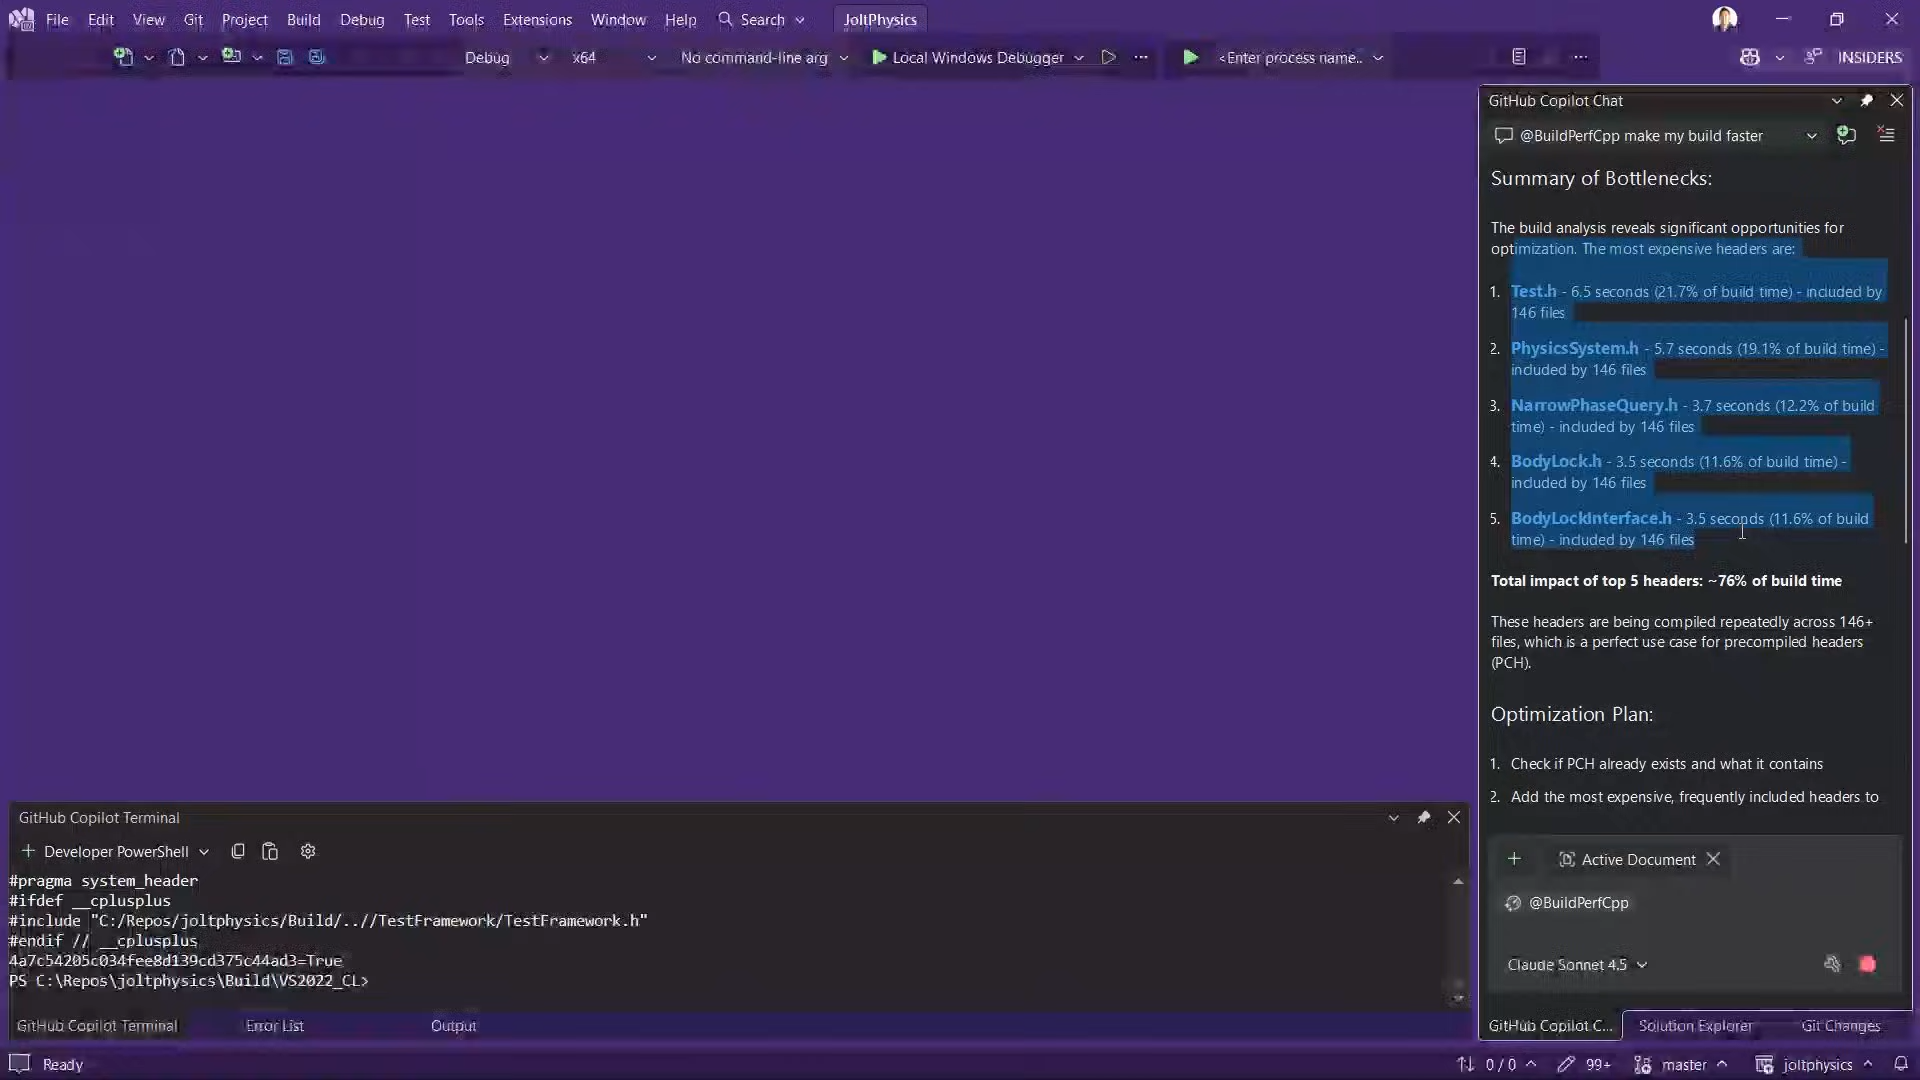 File Edit View Git Project Build Debug Test Tools Extensions Window Help Search JoltPhysics
Debug x64 No command-line arg Local Windows Debugger <Enter process name.. INSIDERS
GitHub Copilot Chat
@BuildPerfCpp make my build faster
Summary of Bottlenecks:
The build analysis reveals significant opportunities for
optimization. The most expensive headers are:
1. Test.h - 6.5 seconds (21.7% of build time) - included by
146 files
2. PhysicsSystem.h - 5.7 seconds (19.1% of build time) -
included by 146 files
3. NarrowPhaseQuery.h - 3.7 seconds (12.2% of build
time) - included by 146 files
4. BodyLock.h - 3.5 seconds (11.6% of build time) -
included by 146 files
5. BodyLockInterface.h - 3.5 seconds (11.6% of build
time) - included by 146 files
Total impact of top 5 headers: ~76% of build time
These headers are being compiled repeatedly across 146+
files, which is a perfect use case for precompiled headers
(PCH).
Optimization Plan:
1. Check if PCH already exists and what it contains
2. Add the most expensive, frequently included headers to
Active Document
@BuildPerfCpp
Claude Sonnet 4.5
GitHub Copilot C... Solution Explorer Git Changes
GitHub Copilot Terminal
Developer PowerShell
#pragma system_header
#ifdef __cplusplus
#include "C:/Repos/joltphysics/Build/..//TestFramework/TestFramework.h"
#endif // __cplusplus
4a7c54205c034fee8d139cd375c44ad3=True
PS C:\Repos\joltphysics\Build\VS2022_CL>
GitHub Copilot Terminal Error List Output
Ready 0 / 0 99+ master joltphysics